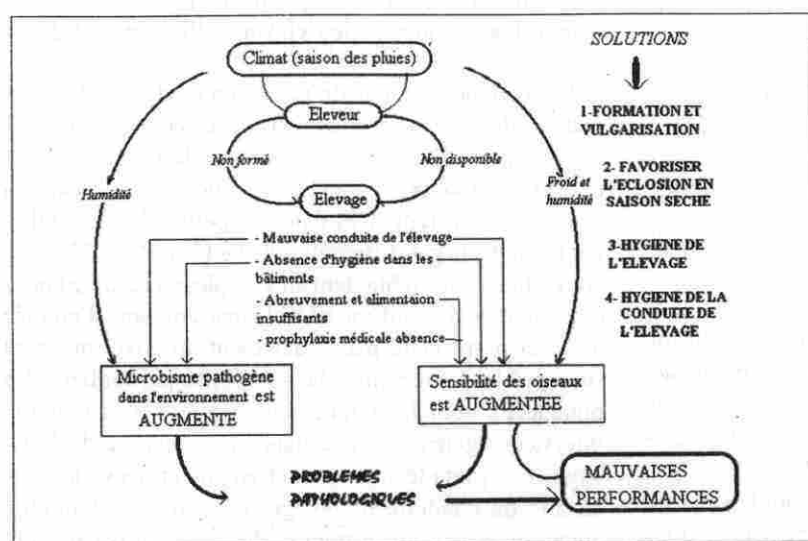 Climat (saison des pluies)
Eleveur
Non formé
Non disponible
Elevage
Humidité
Froid et
humidité
- Mauvaise conduite de l'élevage
- Absence d'hygiène dans les
bâtiments
- Abreuvement et alimentaion
insuffisants
- prophylaxie médicale absence
Microbisme pathogène
dans l'environnement est
AUGMENTE
Sensibilité des oiseaux
est AUGMENTEE
PROBLEMES
PATHOLOGIQUES
MAUVAISES
PERFORMANCES
SOLUTIONS
1-FORMATION ET
VULGARISATION
2- FAVORISER
L'ECLOSION EN
SAISON SECHE
3-HYGIENE DE
L'ELEVAGE
4- HYGIENE DE LA
CONDUITE DE
L'ELEVAGE